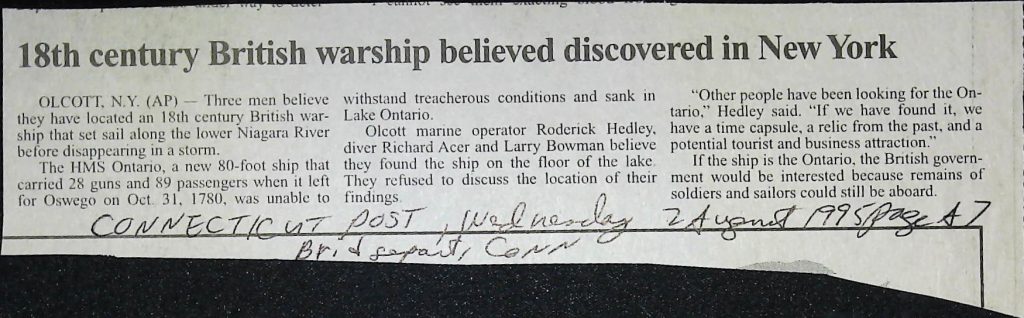 18th century British warship believed discovered in New York
OLCOTT, N.Y. (AP) — Three men believe
they have located an 18th century British war-
ship that set sail along the lower Niagara River
before disappearing in a storm.
The HMS Ontario, a new 80-foot ship that
carried 28 guns and 89 passengers when it left
for Oswego on Oct. 31, 1780, was unable to
withstand treacherous conditions and sank in
Lake Ontario.
Olcott marine operator Roderick Hedley,
diver Richard Acer and Larry Bowman believe
they found the ship on the floor of the lake.
They refused to discuss the location of their
findings.
“Other people have been looking for the On-
tario,” Hedley said. “If we have found it, we
have a time capsule, a relic from the past, and a
potential tourist and business attraction.”
If the ship is the Ontario, the British govern-
ment would be interested because remains of
soldiers and sailors could still be aboard.
CONNECTICUT POST, Wednesday 2 August 1995 page A7
Bridgeport, CONN